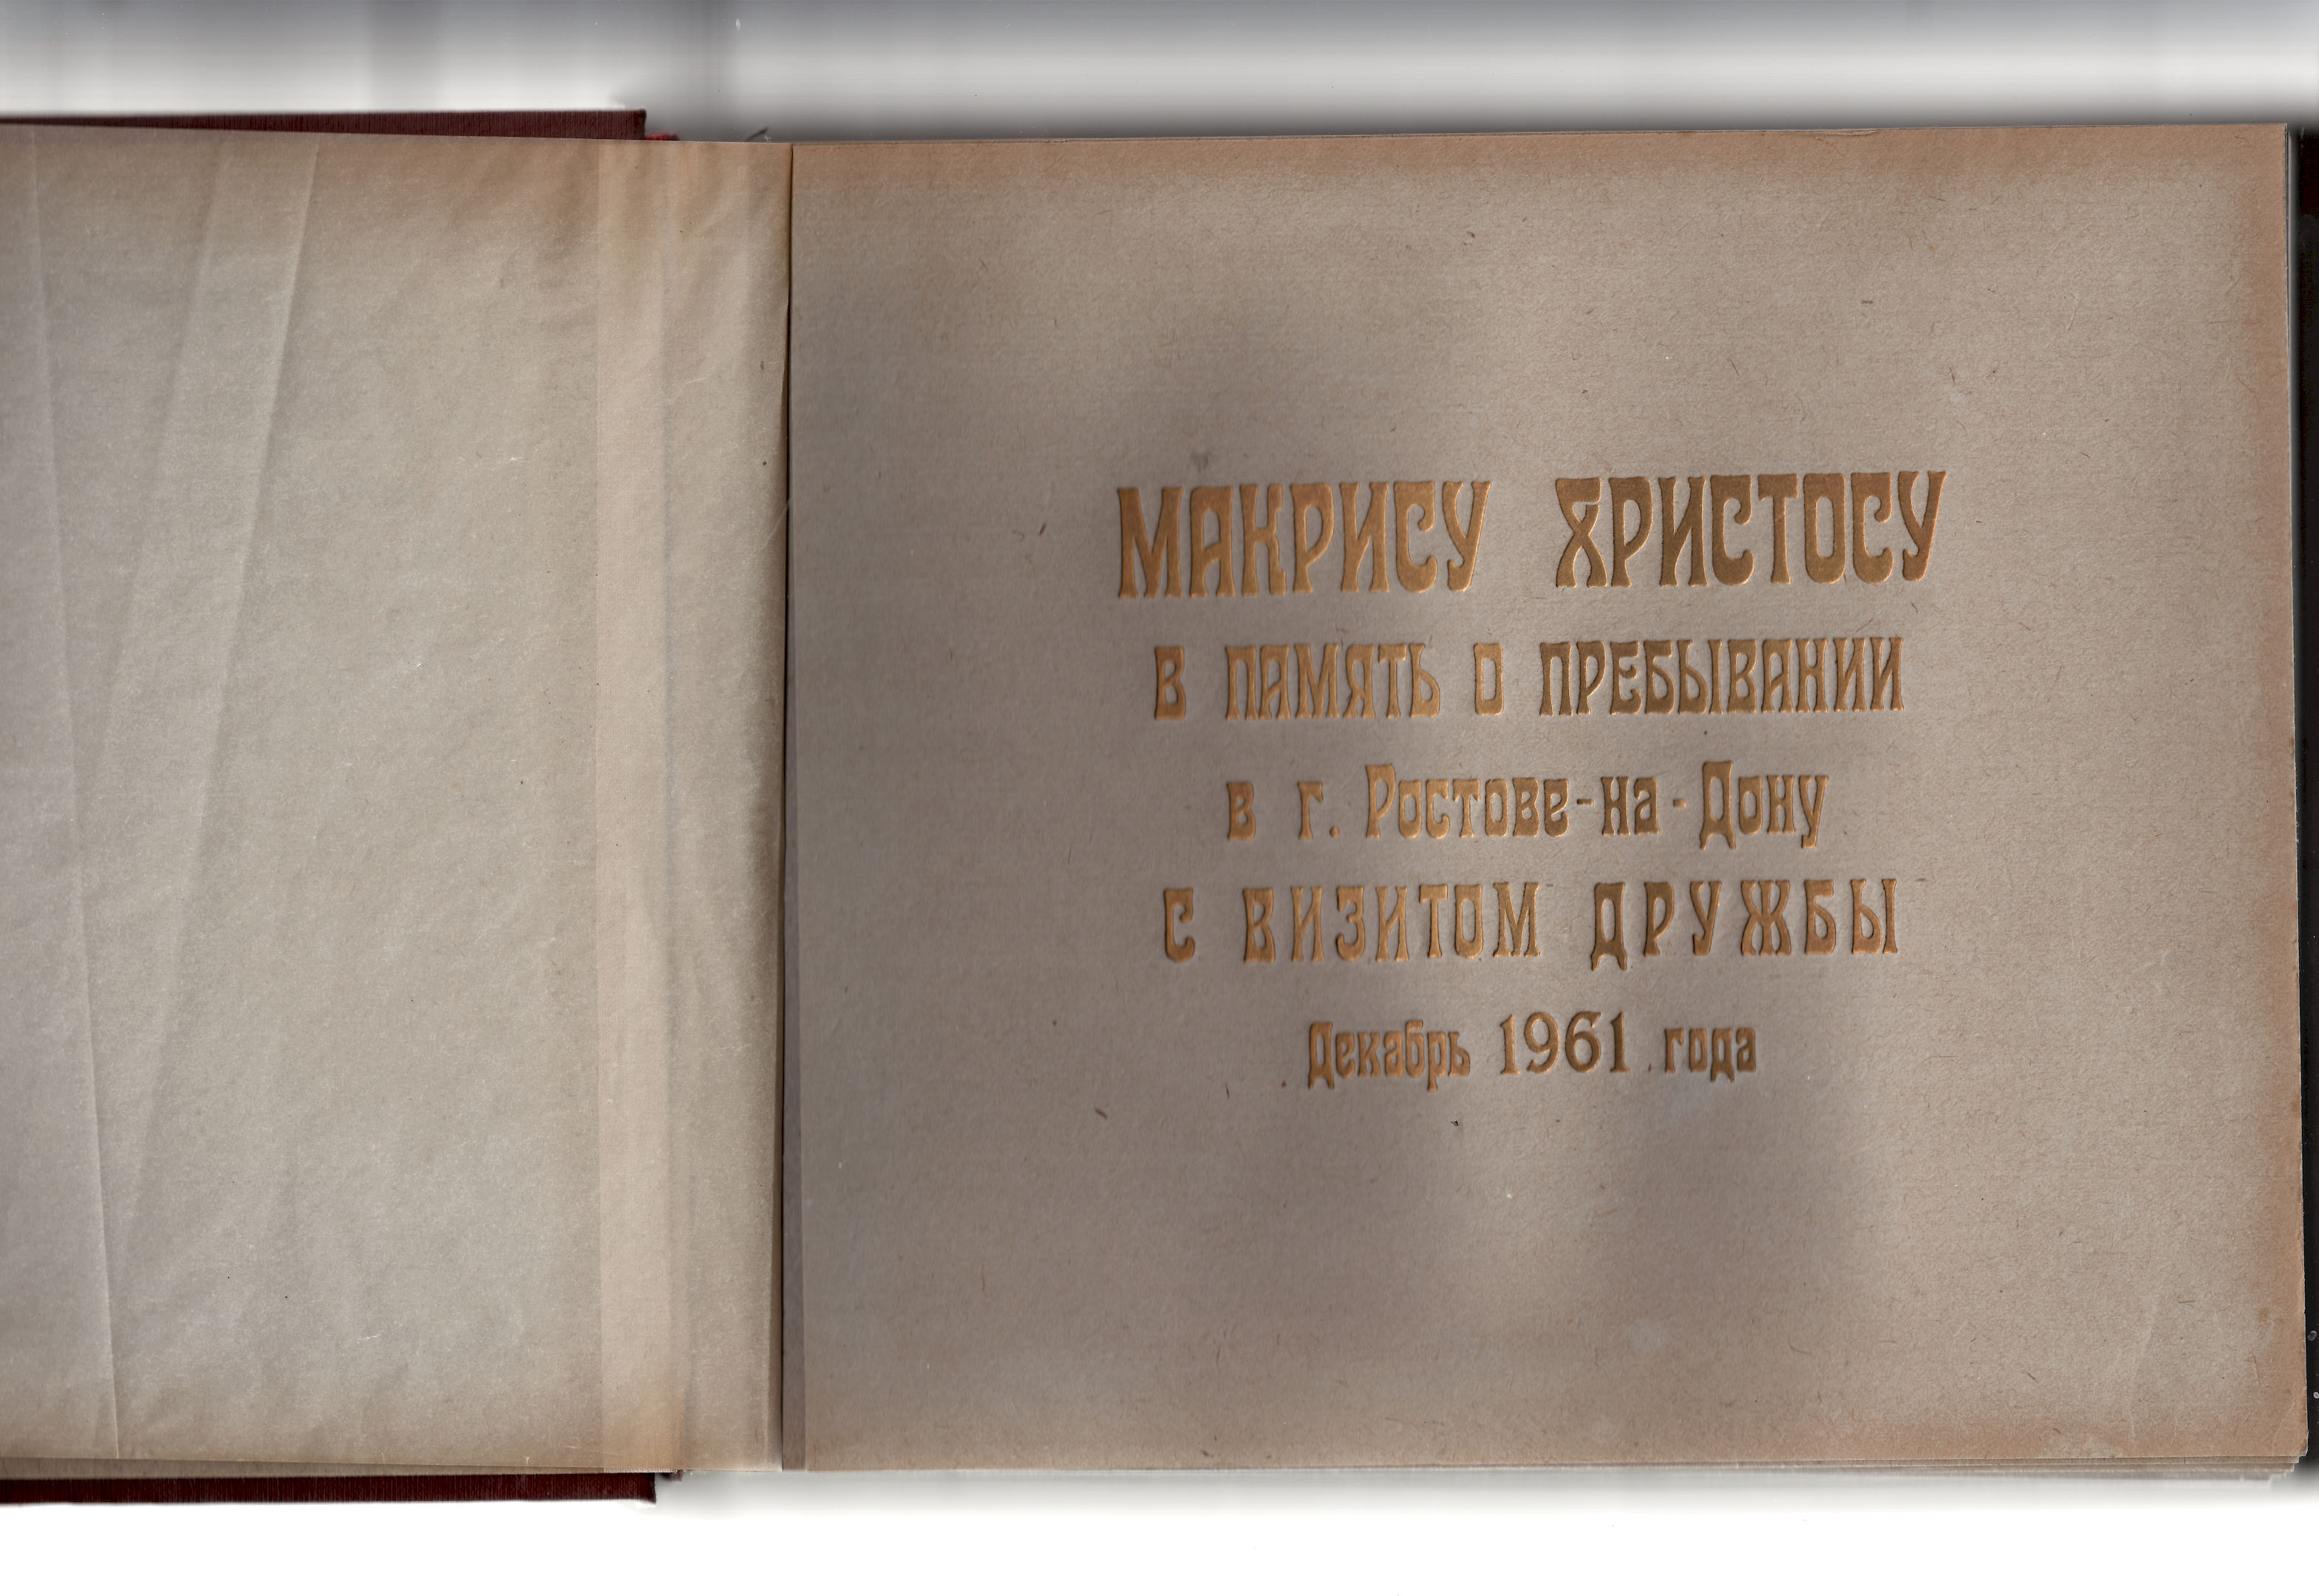 МАКРИСУ ХРИСТОСУ
В ПАМЯТЬ О ПРЕБЫВАНИИ
в г. Ростове-на-Дону
С ВИЗИТОМ ДРУЖБЫ
Декабрь 1961 года